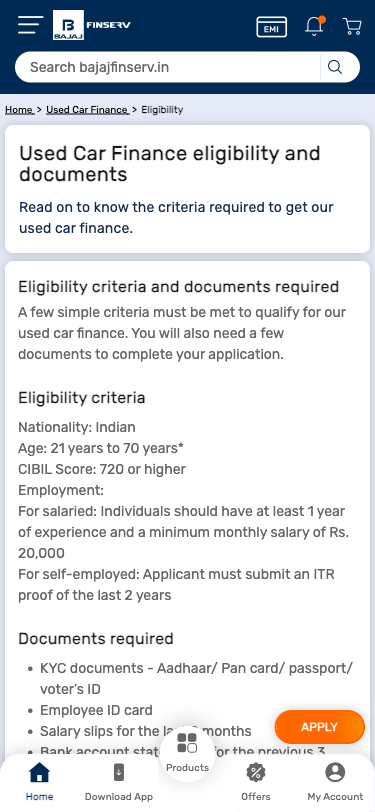 B
BAJAJ
FINSERV
EMI
Search bajajfinserv.in
Home > Used Car Finance > Eligibility
Used Car Finance eligibility and
documents
Read on to know the criteria required to get our
used car finance.
Eligibility criteria and documents required
A few simple criteria must be met to qualify for our
used car finance. You will also need a few
documents to complete your application.
Eligibility criteria
Nationality: Indian
Age: 21 years to 70 years*
CIBIL Score: 720 or higher
Employment:
For salaried: Individuals should have at least 1 year
of experience and a minimum monthly salary of Rs.
20,000
For self-employed: Applicant must submit an ITR
proof of the last 2 years
Documents required
• KYC documents - Aadhaar/ Pan card/ passport/
voter's ID
• Employee ID card
• Salary slips for the months
• Bank account for the previous 3
APPLY
Home
Download App
Products
Offers
My Account